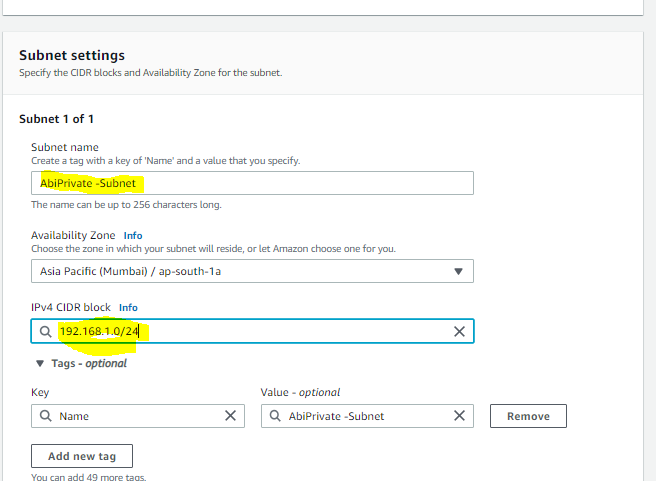 Subnet settings
Specify the CIDR blocks and Availability Zone for the subnet.
Subnet 1 of 1
Subnet name
Create a tag with a key of 'Name' and a value that you specify.
AbiPrivate -Subnet
The name can be up to 256 characters long.
Availability Zone Info
Choose the zone in which your subnet will reside, or let Amazon choose one for you.
Asia Pacific (Mumbai) / ap-south-1a
IPv4 CIDR block Info
192.168.1.0/24
Tags - optional
Key Value - optional
Name AbiPrivate -Subnet Remove
Add new tag
You can add 49 more tags.